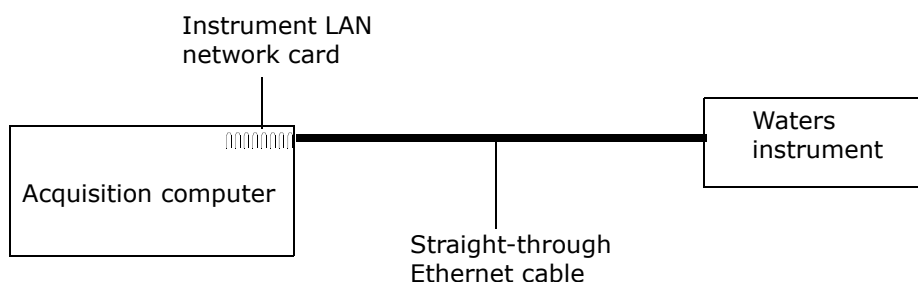 Instrument LAN
network card
Acquisition computer
Waters
instrument
Straight-through
Ethernet cable